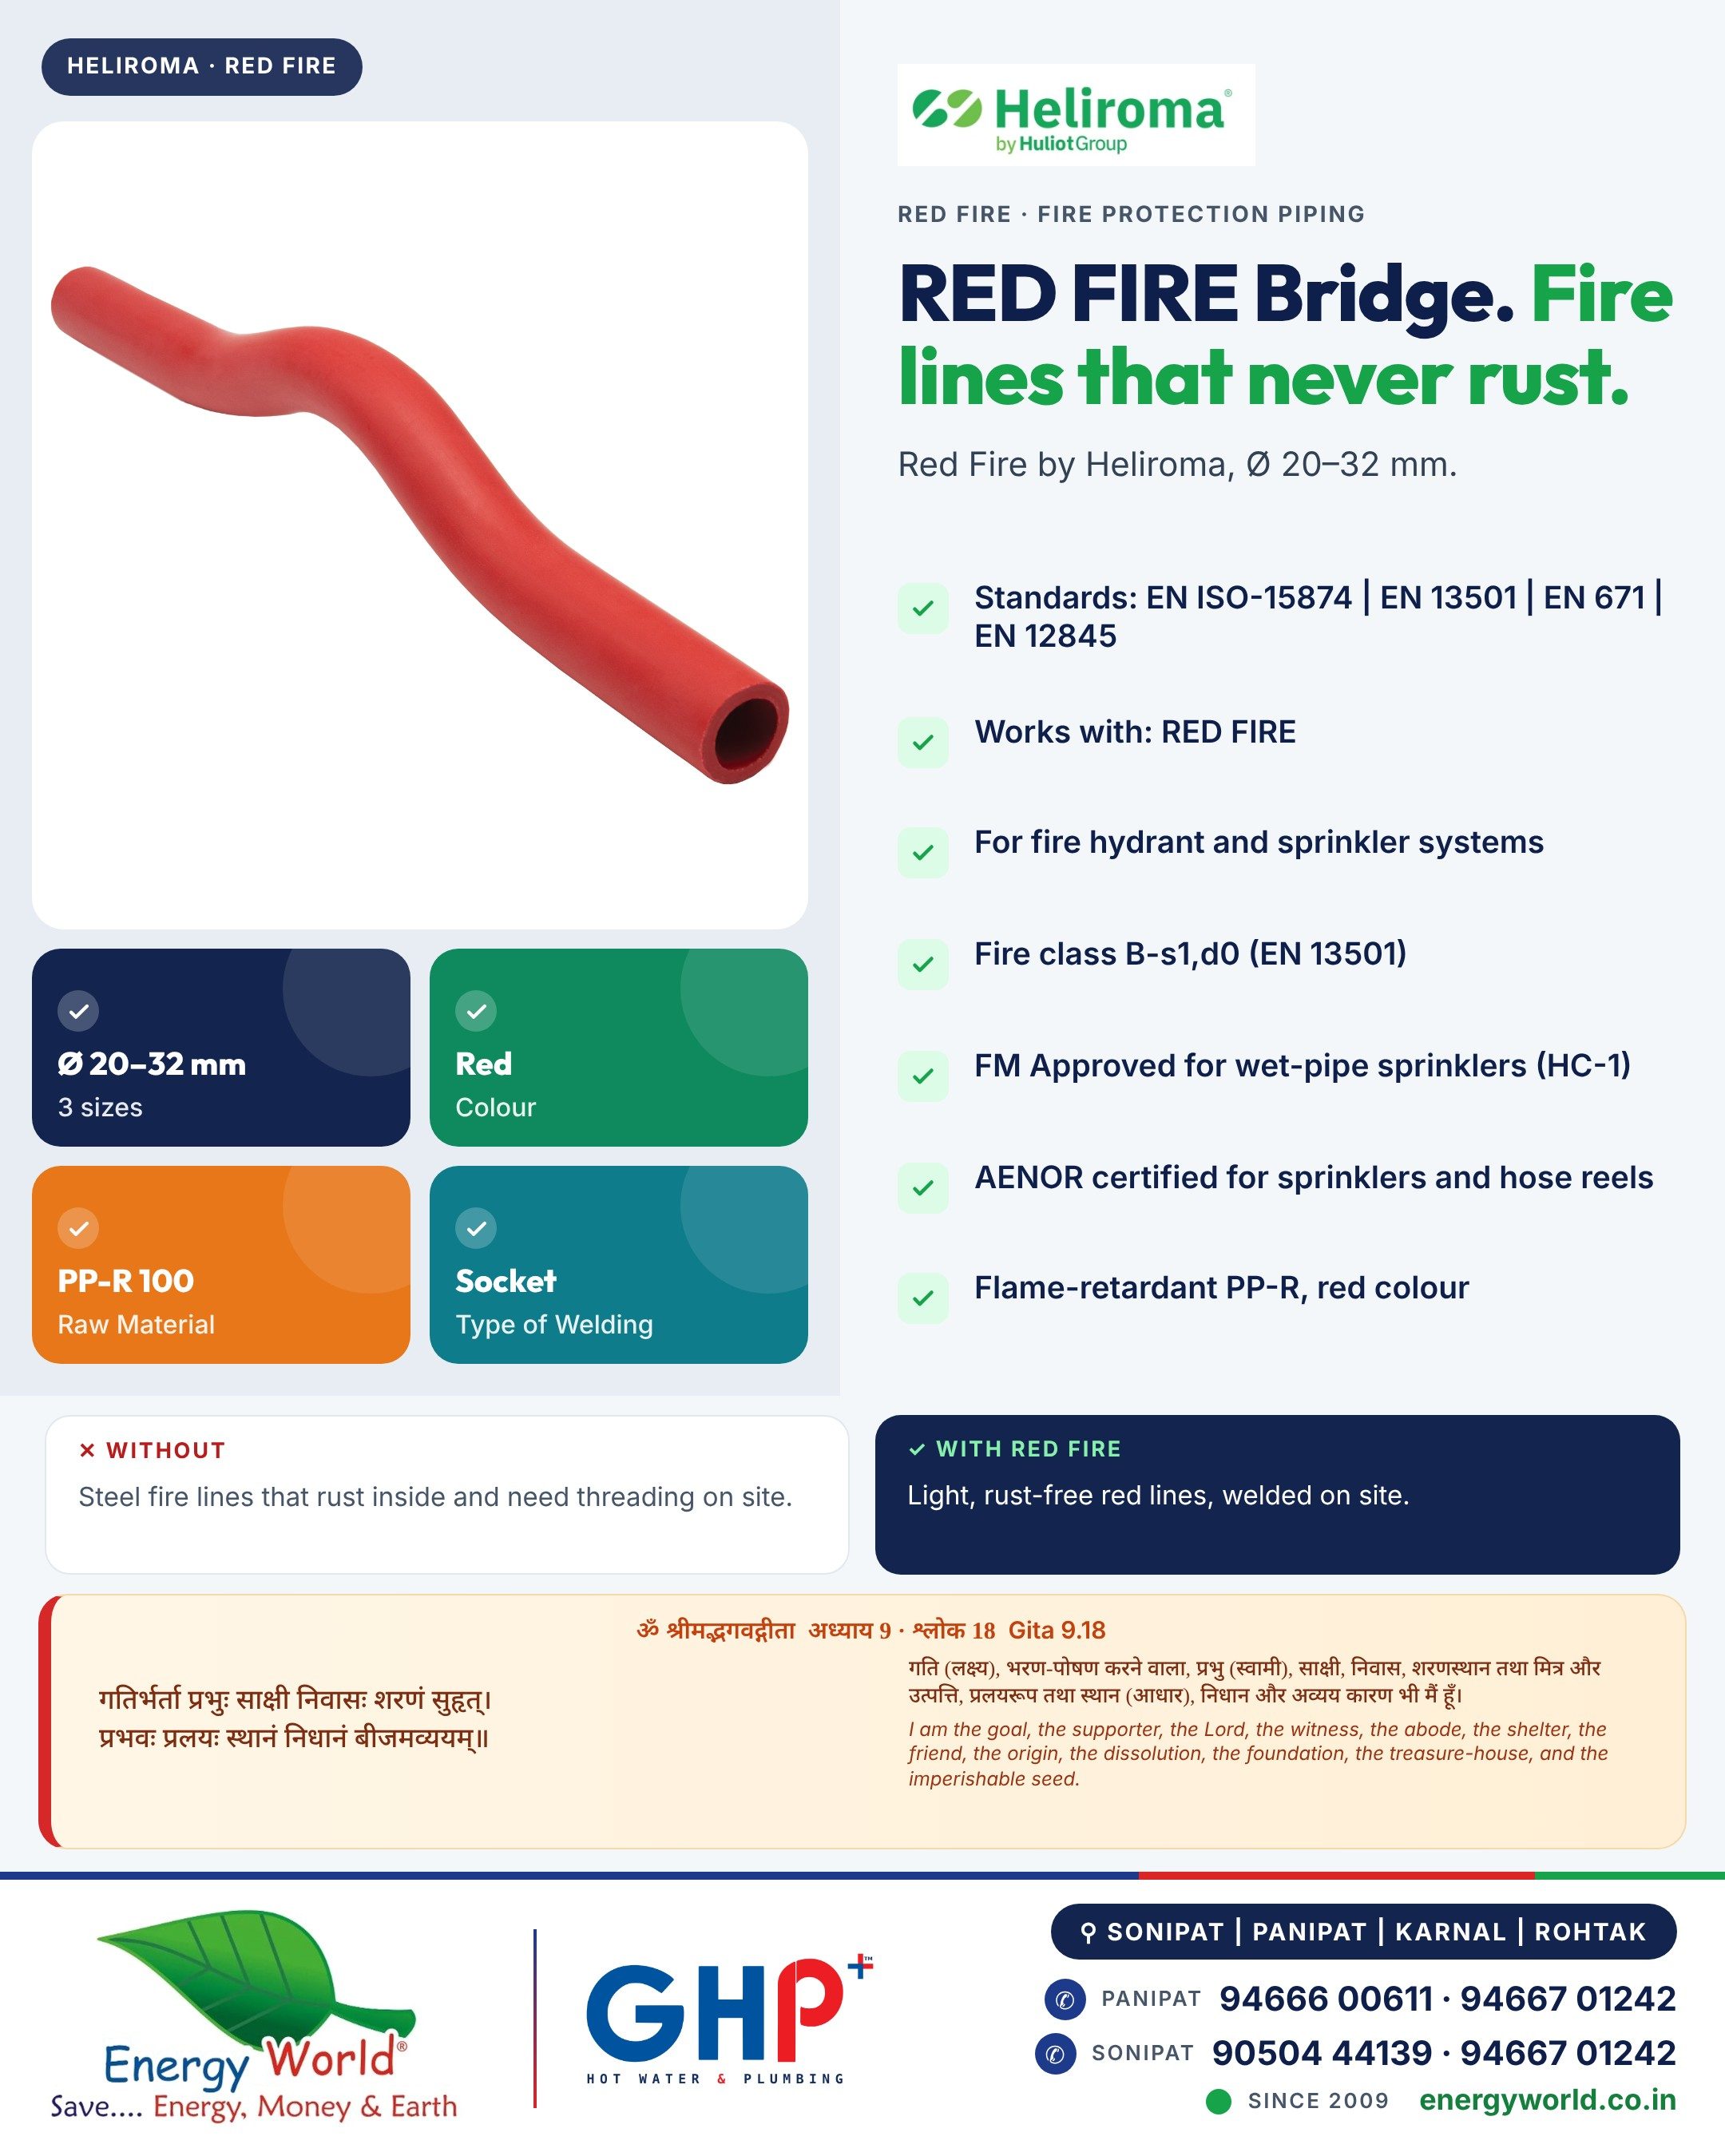 HELIROMA · RED FIRE
Heliroma®
by Huliot Group
RED FIRE · FIRE PROTECTION PIPING
RED FIRE Bridge. Fire
lines that never rust.
Red Fire by Heliroma, Ø 20–32 mm.
Standards: EN ISO-15874 | EN 13501 | EN 671 |
EN 12845
Works with: RED FIRE
For fire hydrant and sprinkler systems
Fire class B-s1,d0 (EN 13501)
FM Approved for wet-pipe sprinklers (HC-1)
AENOR certified for sprinklers and hose reels
Flame-retardant PP-R, red colour
Ø 20–32 mm
3 sizes
Red
Colour
PP-R 100
Raw Material
Socket
Type of Welding
✕ WITHOUT
Steel fire lines that rust inside and need threading on site.
✓ WITH RED FIRE
Light, rust-free red lines, welded on site.
ॐ श्रीमद्भगवद्गीता अध्याय 9 · श्लोक 18 Gita 9.18
गतिर्भर्ता प्रभुः साक्षी निवासः शरणं सुहृत्।
प्रभवः प्रलयः स्थानं निधानं बीजमव्ययम्॥
गति (लक्ष्य), भरण-पोषण करने वाला, प्रभु (स्वामी), साक्षी, निवास, शरणस्थान तथा मित्र और
उत्पत्ति, प्रलयरूप तथा स्थान (आधार), निधान और अव्यय कारण भी मैं हूँ।
I am the goal, the supporter, the Lord, the witness, the abode, the shelter, the
friend, the origin, the dissolution, the foundation, the treasure-house, and the
imperishable seed.
Energy World®
Save.... Energy, Money & Earth
GHP+™
HOT WATER & PLUMBING
SONIPAT | PANIPAT | KARNAL | ROHTAK
PANIPAT 94666 00611 · 94667 01242
SONIPAT 90504 44139 · 94667 01242
SINCE 2009 energyworld.co.in